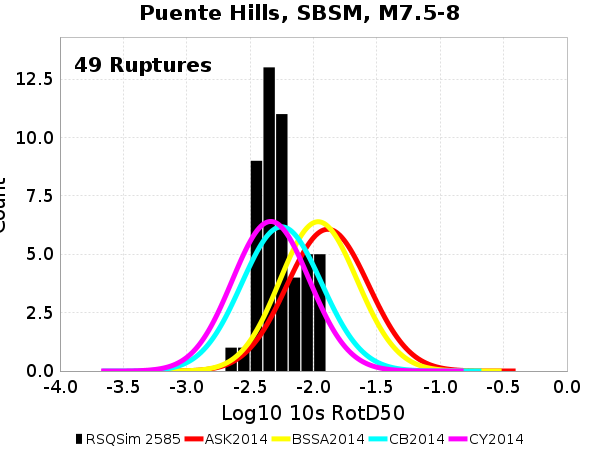 Puente Hills, SBSM, M7.5-8
49 Ruptures
12.5
10.0
7.5
5.0
2.5
0.0
Count
-4.0 -3.5 -3.0 -2.5 -2.0 -1.5 -1.0 -0.5 0.0
Log10 10s RotD50
RSQSim 2585 ASK2014 BSSA2014 CB2014 CY2014